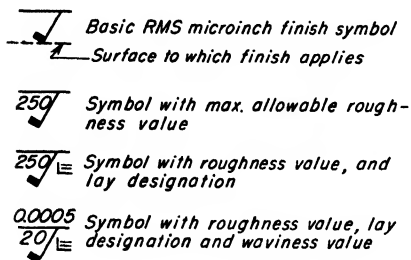 Basic RMS microinch finish symbol
Surface to which finish applies
250 Symbol with max. allowable rough-
ness value
250 Symbol with roughness value, and
lay designation
0.0005 Symbol with roughness value, lay
20 designation and waviness value